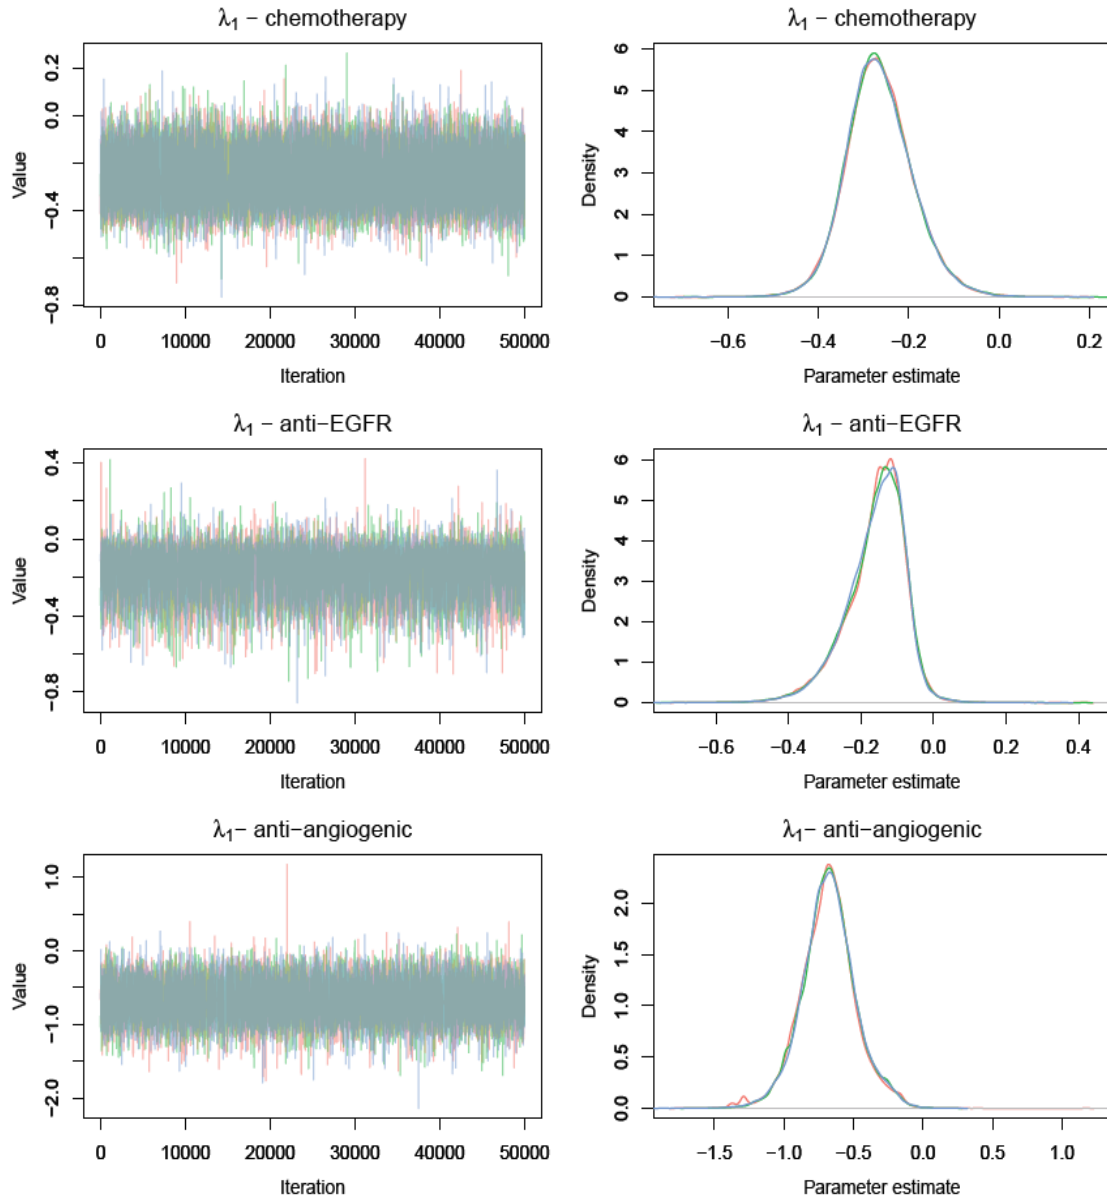 λ₁ − chemotherapy
Value
0.2
0.0
−0.4
−0.8
0 10000 20000 30000 40000 50000
Iteration
λ₁ − chemotherapy
Density
6
5
4
3
2
1
0
−0.6 −0.4 −0.2 0.0 0.2
Parameter estimate
λ₁ − anti−EGFR
Value
0.4
0.0
−0.4
−0.8
0 10000 20000 30000 40000 50000
Iteration
λ₁ − anti−EGFR
Density
6
5
4
3
2
1
0
−0.6 −0.4 −0.2 0.0 0.2 0.4
Parameter estimate
λ₁− anti−angiogenic
Value
1.0
0.0
−1.0
−2.0
0 10000 20000 30000 40000 50000
Iteration
λ₁− anti−angiogenic
Density
2.0
1.5
1.0
0.5
0.0
−1.5 −1.0 −0.5 0.0 0.5 1.0
Parameter estimate